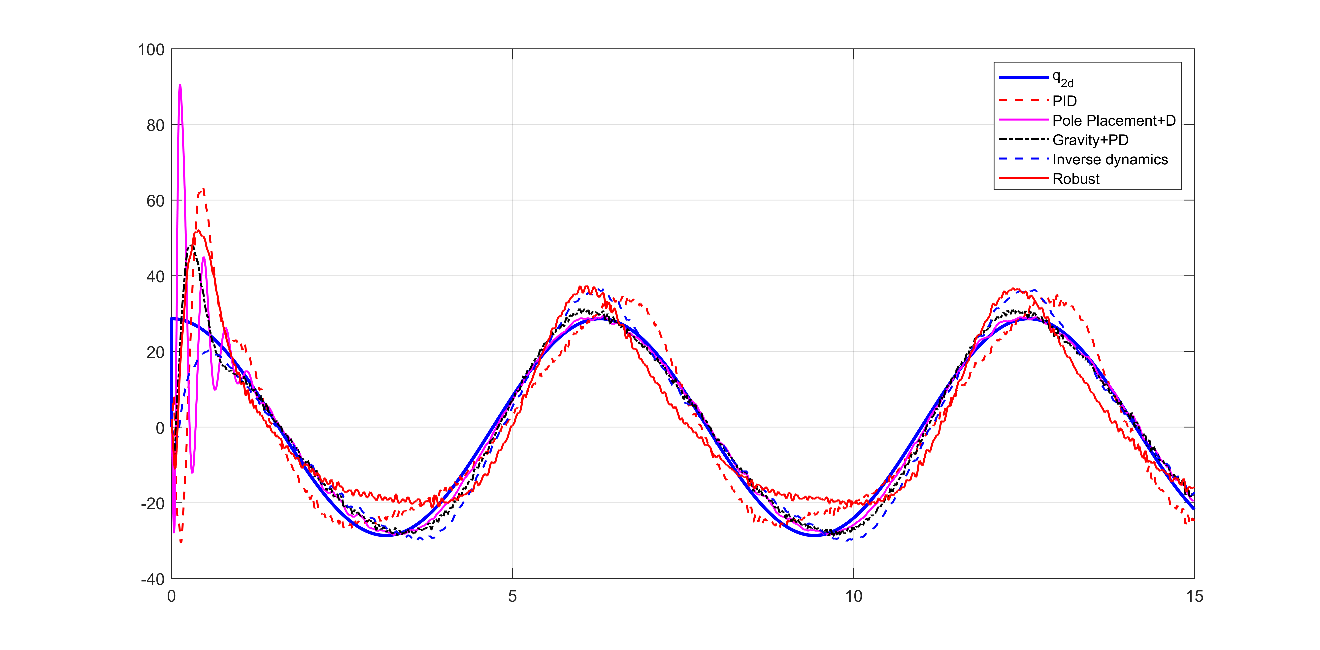 100
80
60
40
20
0
-20
-40
0
5
10
15
q2d
PID
Pole Placement+D
Gravity+PD
Inverse dynamics
Robust